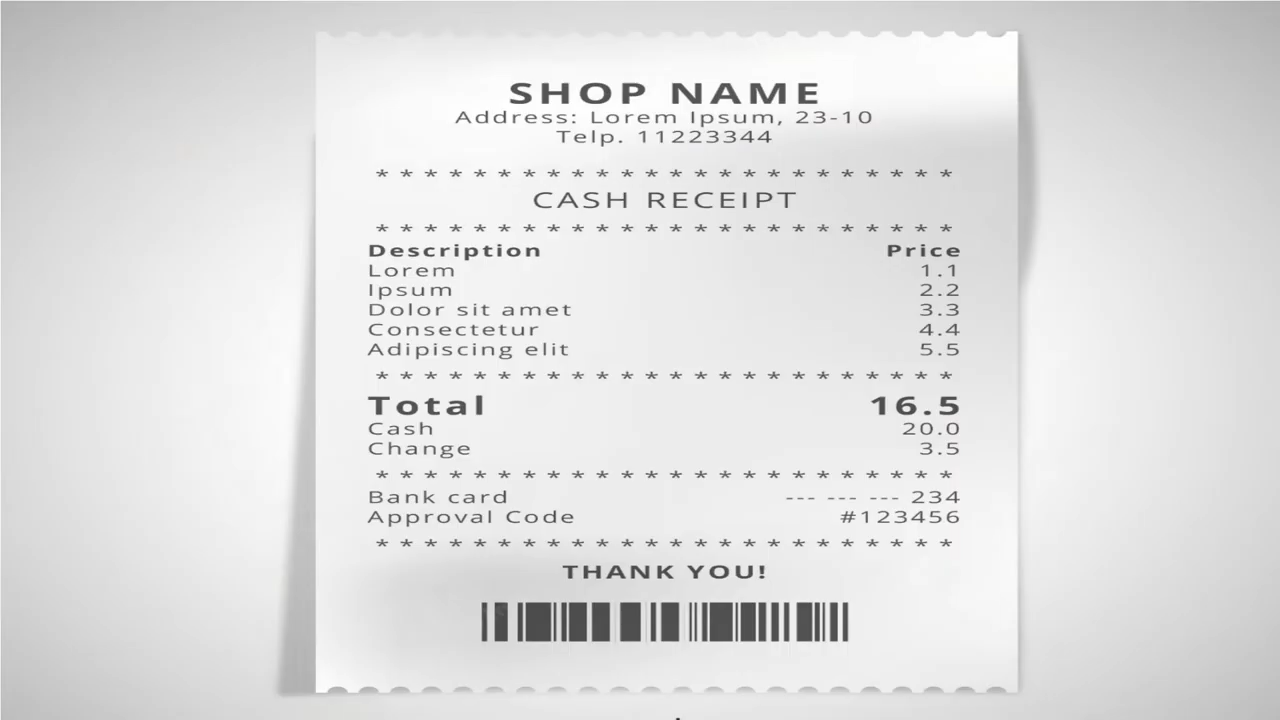 SHOP NAME
Address: Lorem Ipsum, 23-10
Telp. 11223344
* * * * * * * * * * * * * * * * * * * * * * * *
CASH RECEIPT
* * * * * * * * * * * * * * * * * * * * * * * *
Description Price
Lorem 1.1
Ipsum 2.2
Dolor sit amet 3.3
Consectetur 4.4
Adipiscing elit 5.5
* * * * * * * * * * * * * * * * * * * * * * * *
Total 16.5
Cash 20.0
Change 3.5
* * * * * * * * * * * * * * * * * * * * * * * *
Bank card --- --- --- 234
Approval Code #123456
* * * * * * * * * * * * * * * * * * * * * * * *
THANK YOU!